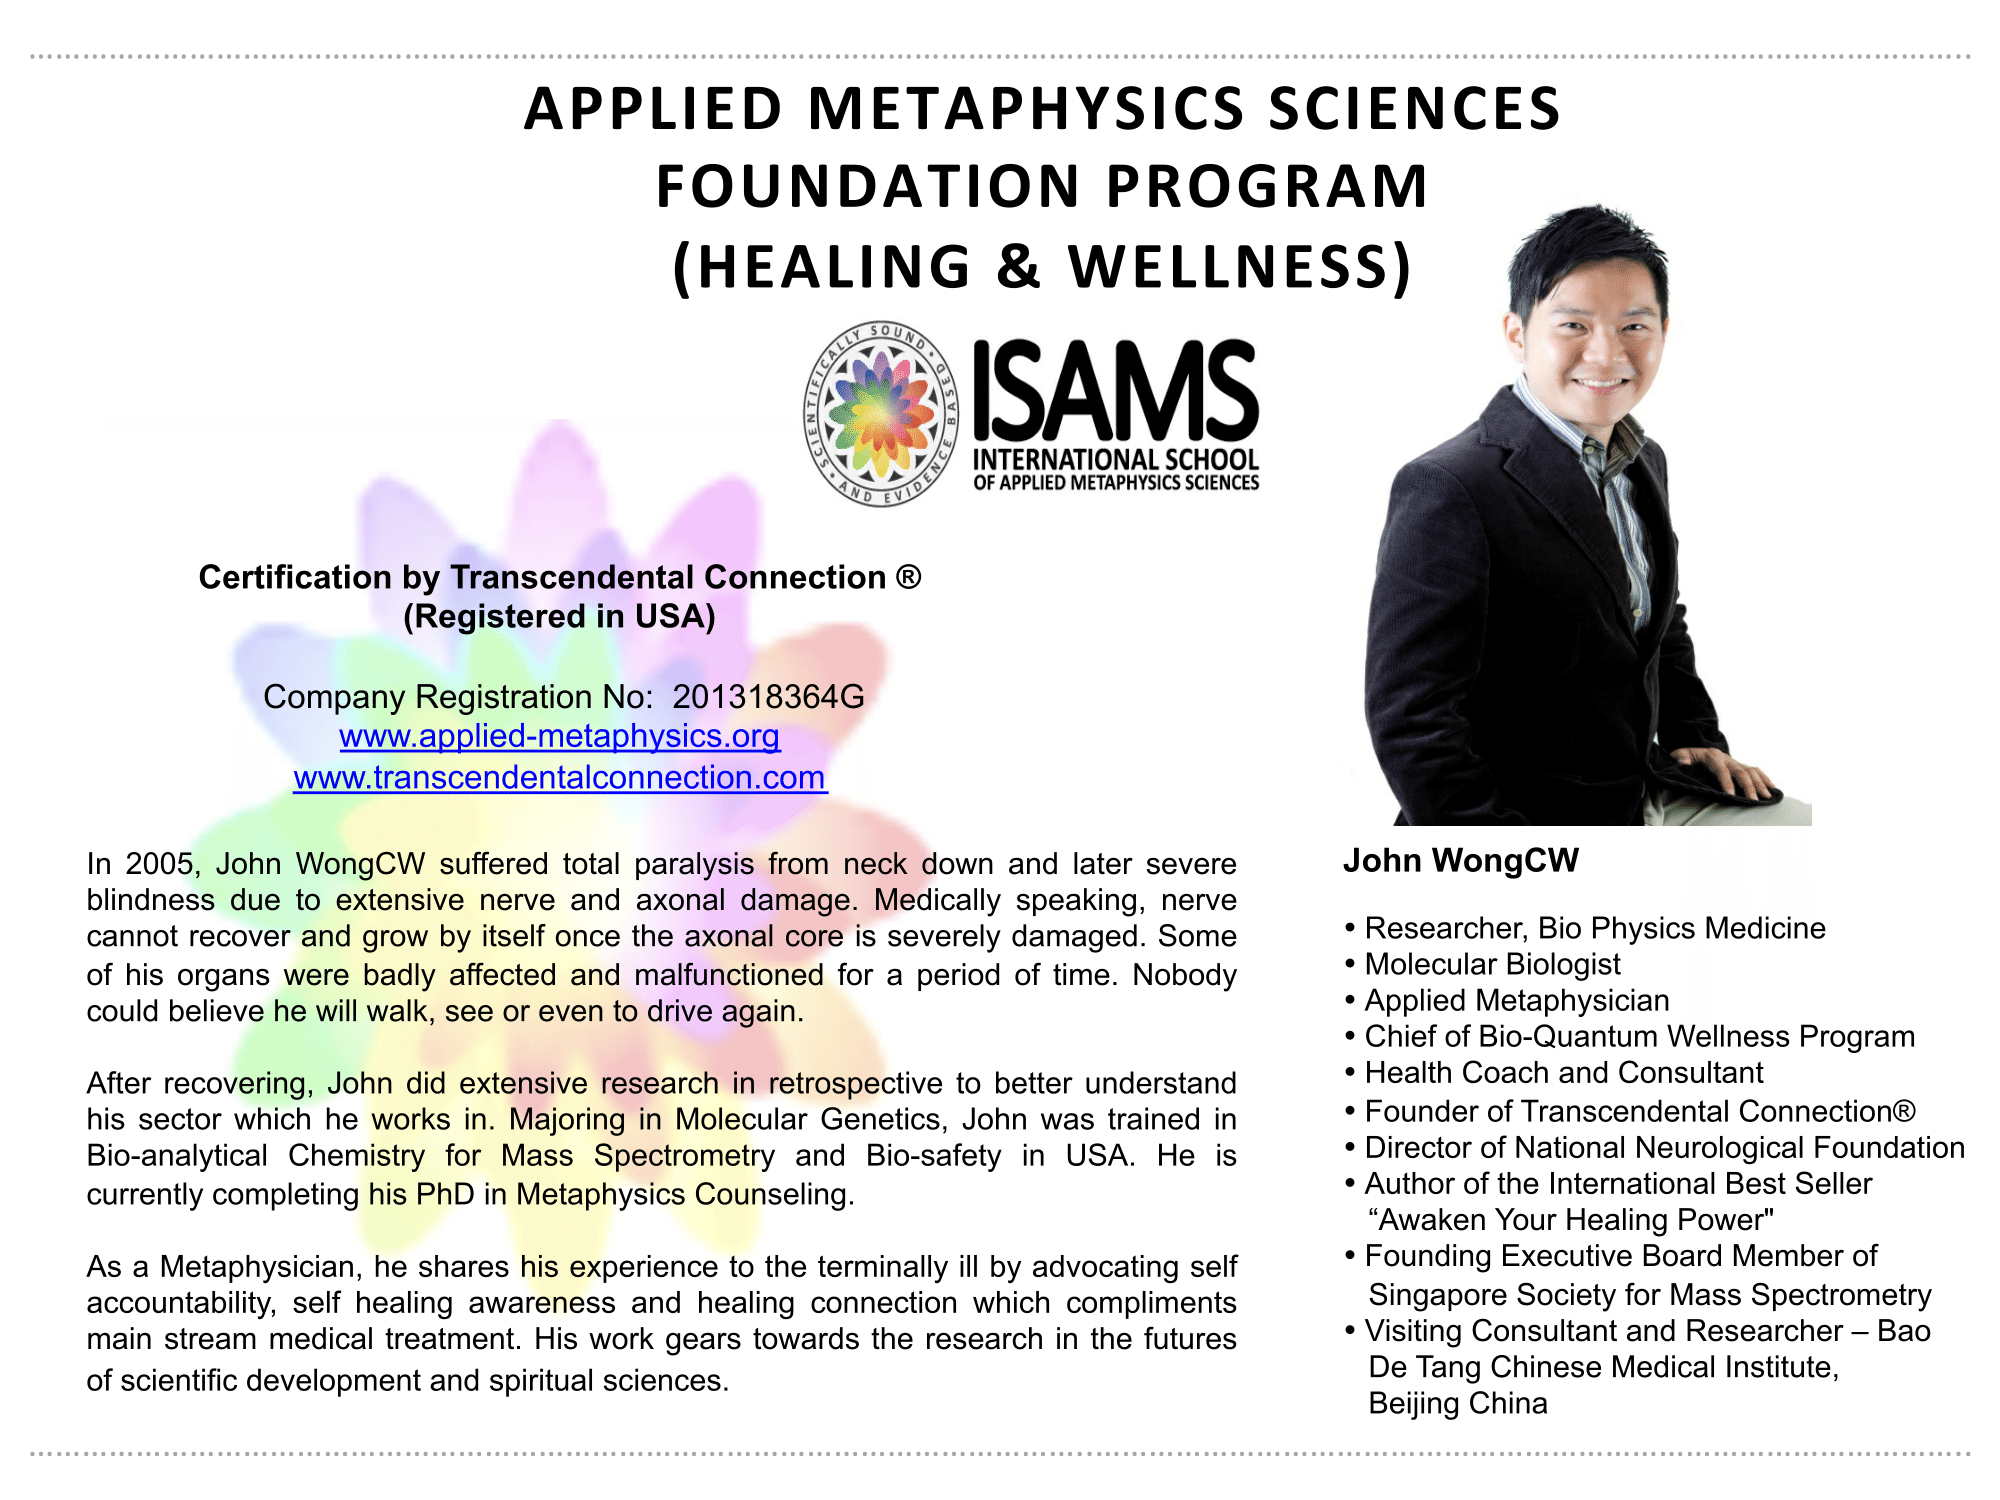 APPLIED METAPHYSICS SCIENCES
FOUNDATION PROGRAM
(HEALING & WELLNESS)
SCIENTIFICALLY SOUND
AND EVIDENCE BASED
ISAMS
INTERNATIONAL SCHOOL
OF APPLIED METAPHYSICS SCIENCES
Certification by Transcendental Connection ®
(Registered in USA)
Company Registration No:  201318364G
www.applied-metaphysics.org
www.transcendentalconnection.com
In 2005, John WongCW suffered total paralysis from neck down and later severe
blindness due to extensive nerve and axonal damage. Medically speaking, nerve
cannot recover and grow by itself once the axonal core is severely damaged. Some
of his organs were badly affected and malfunctioned for a period of time. Nobody
could believe he will walk, see or even to drive again.
After recovering, John did extensive research in retrospective to better understand
his sector which he works in. Majoring in Molecular Genetics, John was trained in
Bio-analytical Chemistry for Mass Spectrometry and Bio-safety in USA. He is
currently completing his PhD in Metaphysics Counseling.
As a Metaphysician, he shares his experience to the terminally ill by advocating self
accountability, self healing awareness and healing connection which compliments
main stream medical treatment. His work gears towards the research in the futures
of scientific development and spiritual sciences.
John WongCW
• Researcher, Bio Physics Medicine
• Molecular Biologist
• Applied Metaphysician
• Chief of Bio-Quantum Wellness Program
• Health Coach and Consultant
• Founder of Transcendental Connection®
• Director of National Neurological Foundation
• Author of the International Best Seller
“Awaken Your Healing Power"
• Founding Executive Board Member of
Singapore Society for Mass Spectrometry
• Visiting Consultant and Researcher – Bao
De Tang Chinese Medical Institute,
Beijing China